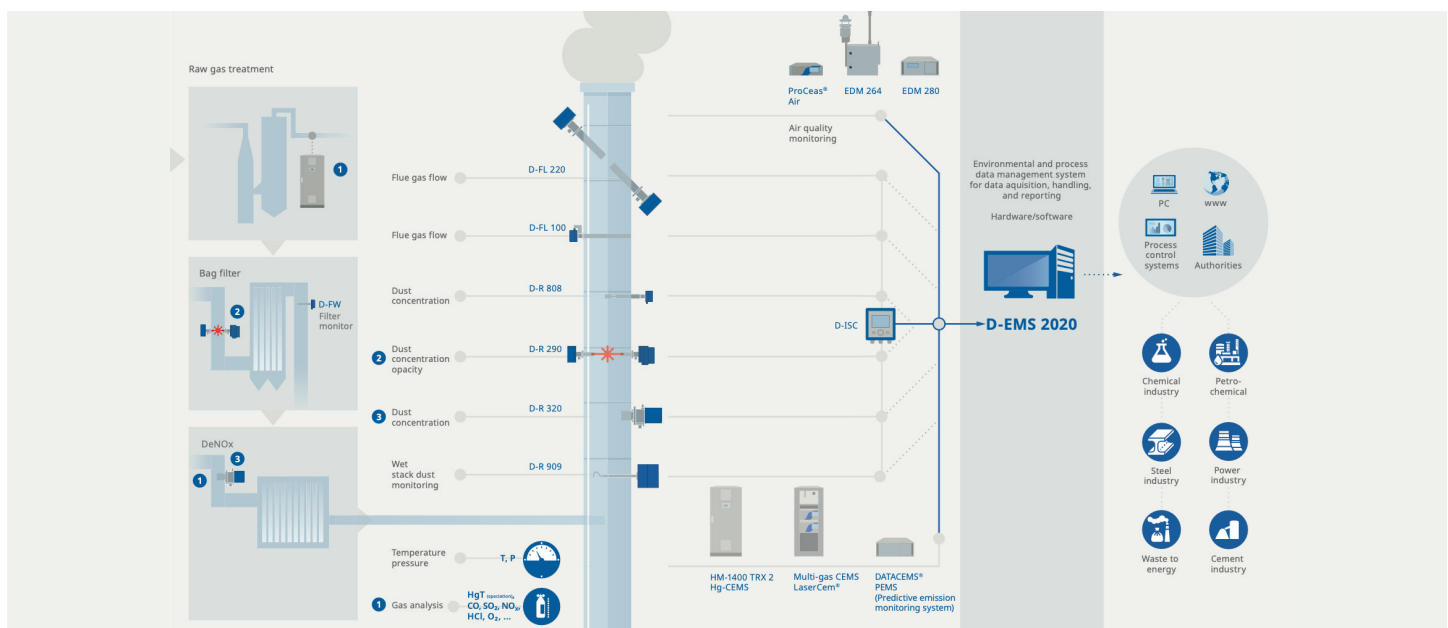 Raw gas treatment
1
Bag filter
2
D-FW
Filter
monitor
DeNOx
3
1
Flue gas flow
D-FL 220
Flue gas flow
D-FL 100
Dust
concentration
D-R 808
2
Dust
concentration
opacity
D-R 290
3
Dust
concentration
D-R 320
Wet
stack dust
monitoring
D-R 909
Temperature
pressure
T, P
1
Gas analysis
HgT (speciation),
CO, SO₂, NOₓ,
HCl, O₂, ...
ProCeas®
Air
EDM 264
EDM 280
Air quality
monitoring
D-ISC
HM-1400 TRX 2
Hg-CEMS
Multi-gas CEMS
LaserCem®
DATACEMS®
PEMS
(Predictive emission
monitoring system)
Environmental and process
data management system
for data aquisition, handling,
and reporting
Hardware/software
D-EMS 2020
PC
www
Process
control
systems
Authorities
Chemical
industry
Petro-
chemical
Steel
industry
Power
industry
Waste to
energy
Cement
industry